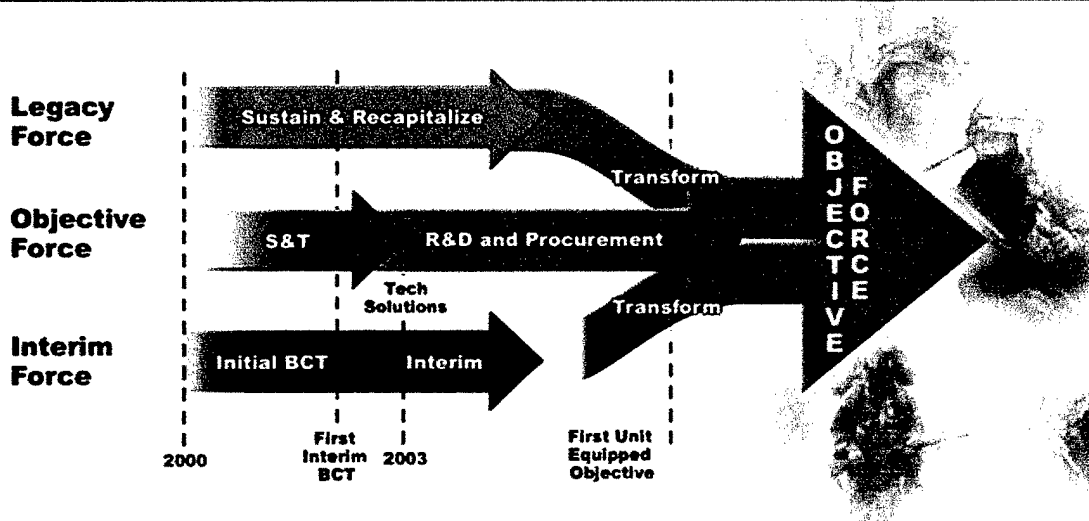 Legacy
Force
Sustain & Recapitalize
Transform
Objective
Force
S&T
R&D and Procurement
Tech
Solutions
Transform
Interim
Force
Initial BCT
Interim
OBJECTIVE
FORCE
2000
First
Interim
BCT
2003
First Unit
Equipped
Objective